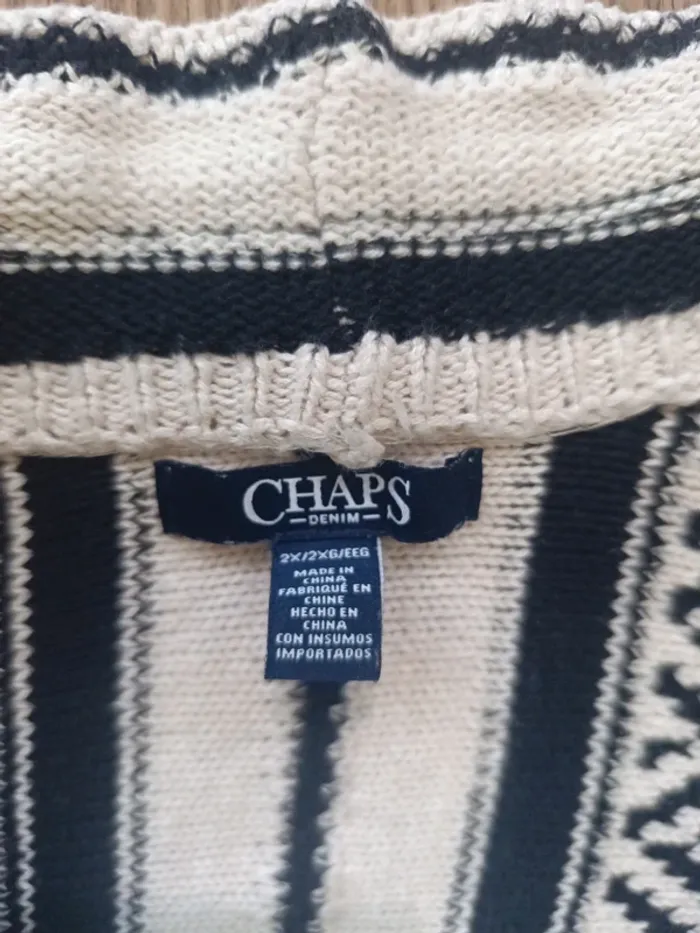 CHAPS
DENIM
2X/2XG/EEG
MADE IN
CHINA
FABRIQUÉ EN
CHINE
HECHO EN
CHINA
CON INSUMOS
IMPORTADOS